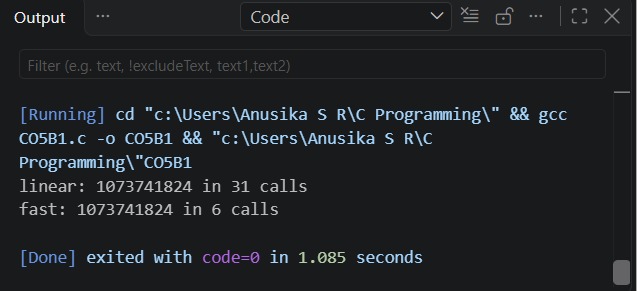 Output ... Code ...
Filter (e.g. text, !excludeText, text1,text2)
[Running] cd "c:\Users\Anusika S R\C Programming\" && gcc
CO5B1.c -o CO5B1 && "c:\Users\Anusika S R\C
Programming\"CO5B1
linear: 1073741824 in 31 calls
fast: 1073741824 in 6 calls
[Done] exited with code=0 in 1.085 seconds